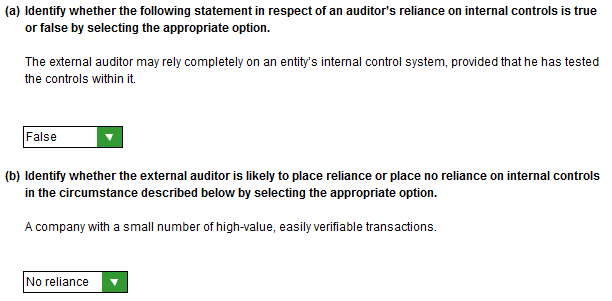 (a) Identify whether the following statement in respect of an auditor's reliance on internal controls is true
or false by selecting the appropriate option.
The external auditor may rely completely on an entity's internal control system, provided that he has tested
the controls within it.
False
(b) Identify whether the external auditor is likely to place reliance or place no reliance on internal controls
in the circumstance described below by selecting the appropriate option.
A company with a small number of high-value, easily verifiable transactions.
No reliance